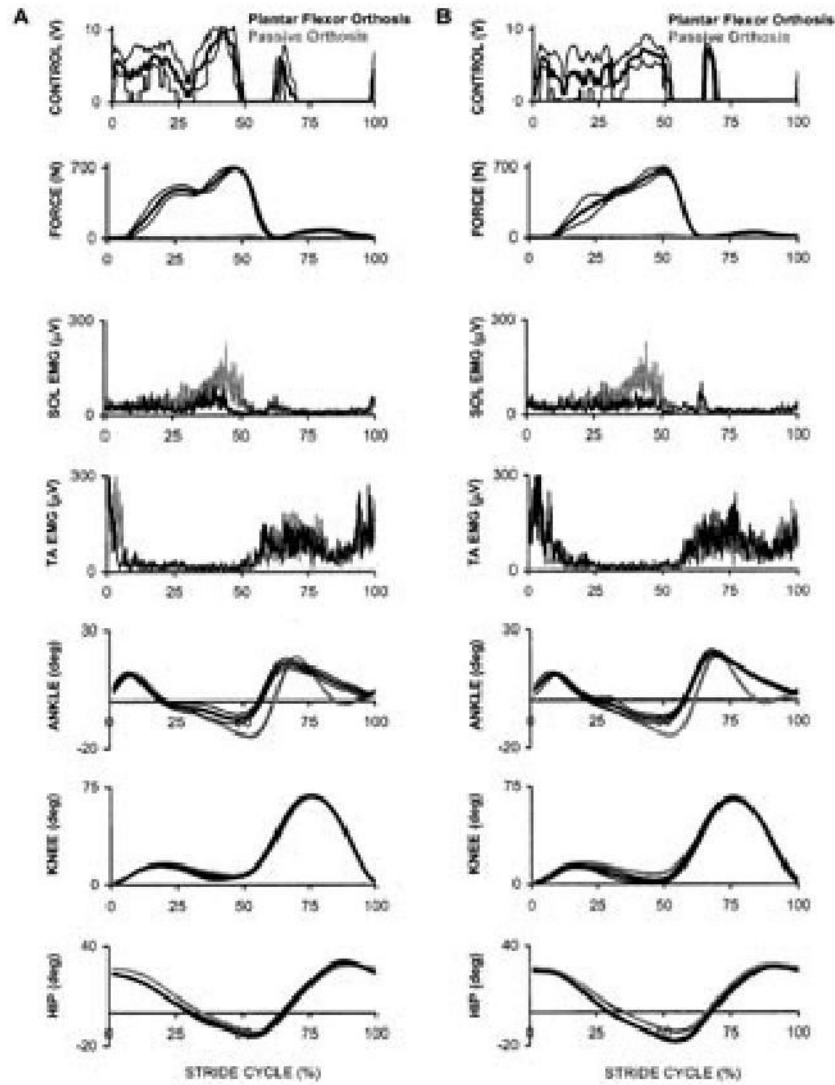 A
Plantar Flexor Orthosis
Passive Orthosis
CONTROL (V)
10
0
0 25 50 75 100
FORCE (N)
700
0
0 25 50 75 100
SOL EMG (µV)
300
0
0 25 50 75 100
TA EMG (µV)
300
0
0 25 50 75 100
ANKLE (deg)
30
-20
0 25 50 75 100
KNEE (deg)
75
0
0 25 50 75 100
HIP (deg)
40
-20
0 25 50 75 100
STRIDE CYCLE (%)
B
Plantar Flexor Orthosis
Passive Orthosis
CONTROL (V)
10
0
0 25 50 75 100
FORCE (N)
700
0
0 25 50 75 100
SOL EMG (µV)
300
0
0 25 50 75 100
TA EMG (µV)
300
0
0 25 50 75 100
ANKLE (deg)
30
-20
0 25 50 75 100
KNEE (deg)
75
0
0 25 50 75 100
HIP (deg)
40
-20
0 25 50 75 100
STRIDE CYCLE (%)